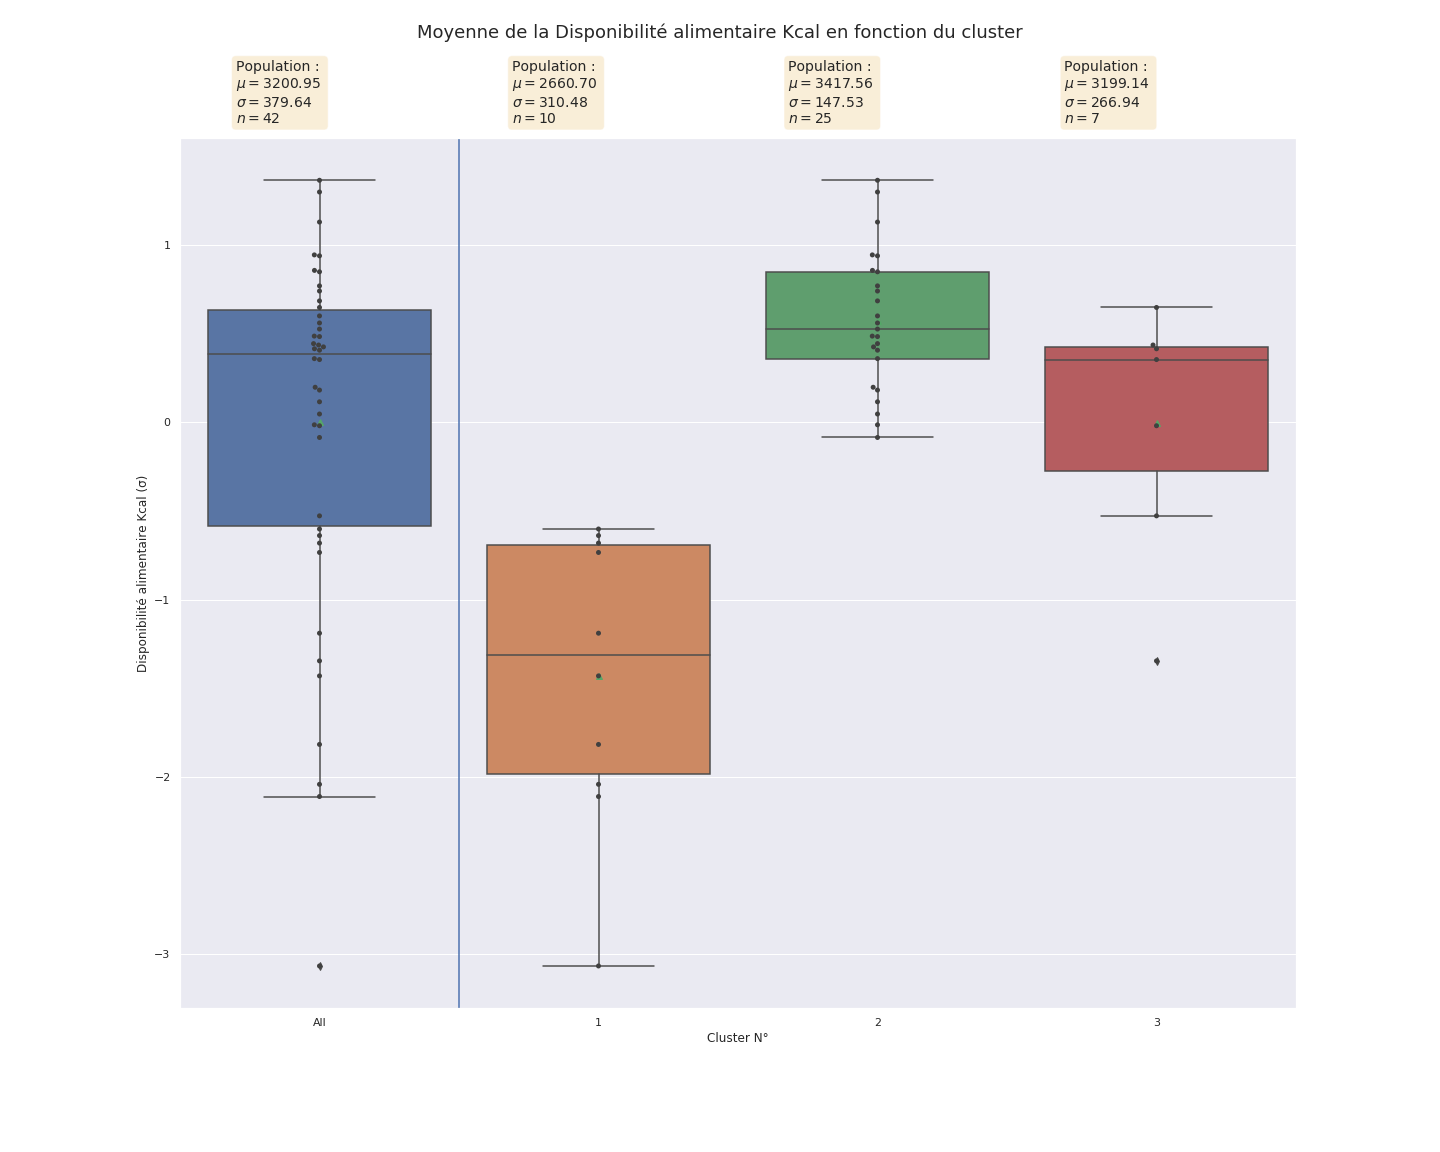 Moyenne de la Disponibilité alimentaire Kcal en fonction du cluster
Population :
μ = 3200.95
σ = 379.64
n = 42
Population :
μ = 2660.70
σ = 310.48
n = 10
Population :
μ = 3417.56
σ = 147.53
n = 25
Population :
μ = 3199.14
σ = 266.94
n = 7
Disponibilité alimentaire Kcal (σ)
1
0
−1
−2
−3
All
1
2
3
Cluster N°